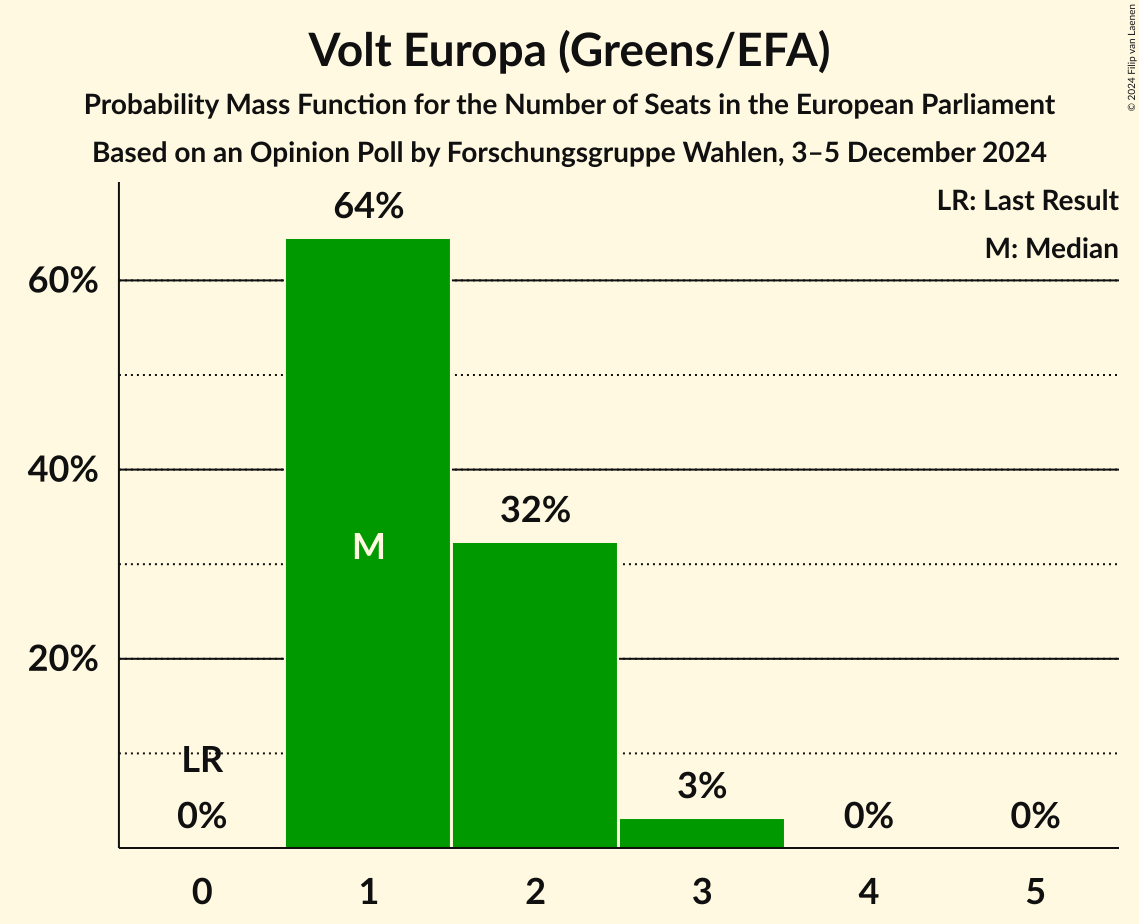 Volt Europa (Greens/EFA)
Probability Mass Function for the Number of Seats in the European Parliament
Based on an Opinion Poll by Forschungsgruppe Wahlen, 3–5 December 2024
© 2024 Filip van Laenen
LR: Last Result
M: Median
64%
60%
40%
32%
M
20%
LR
3%
0%
0%
0%
0
1
2
3
4
5